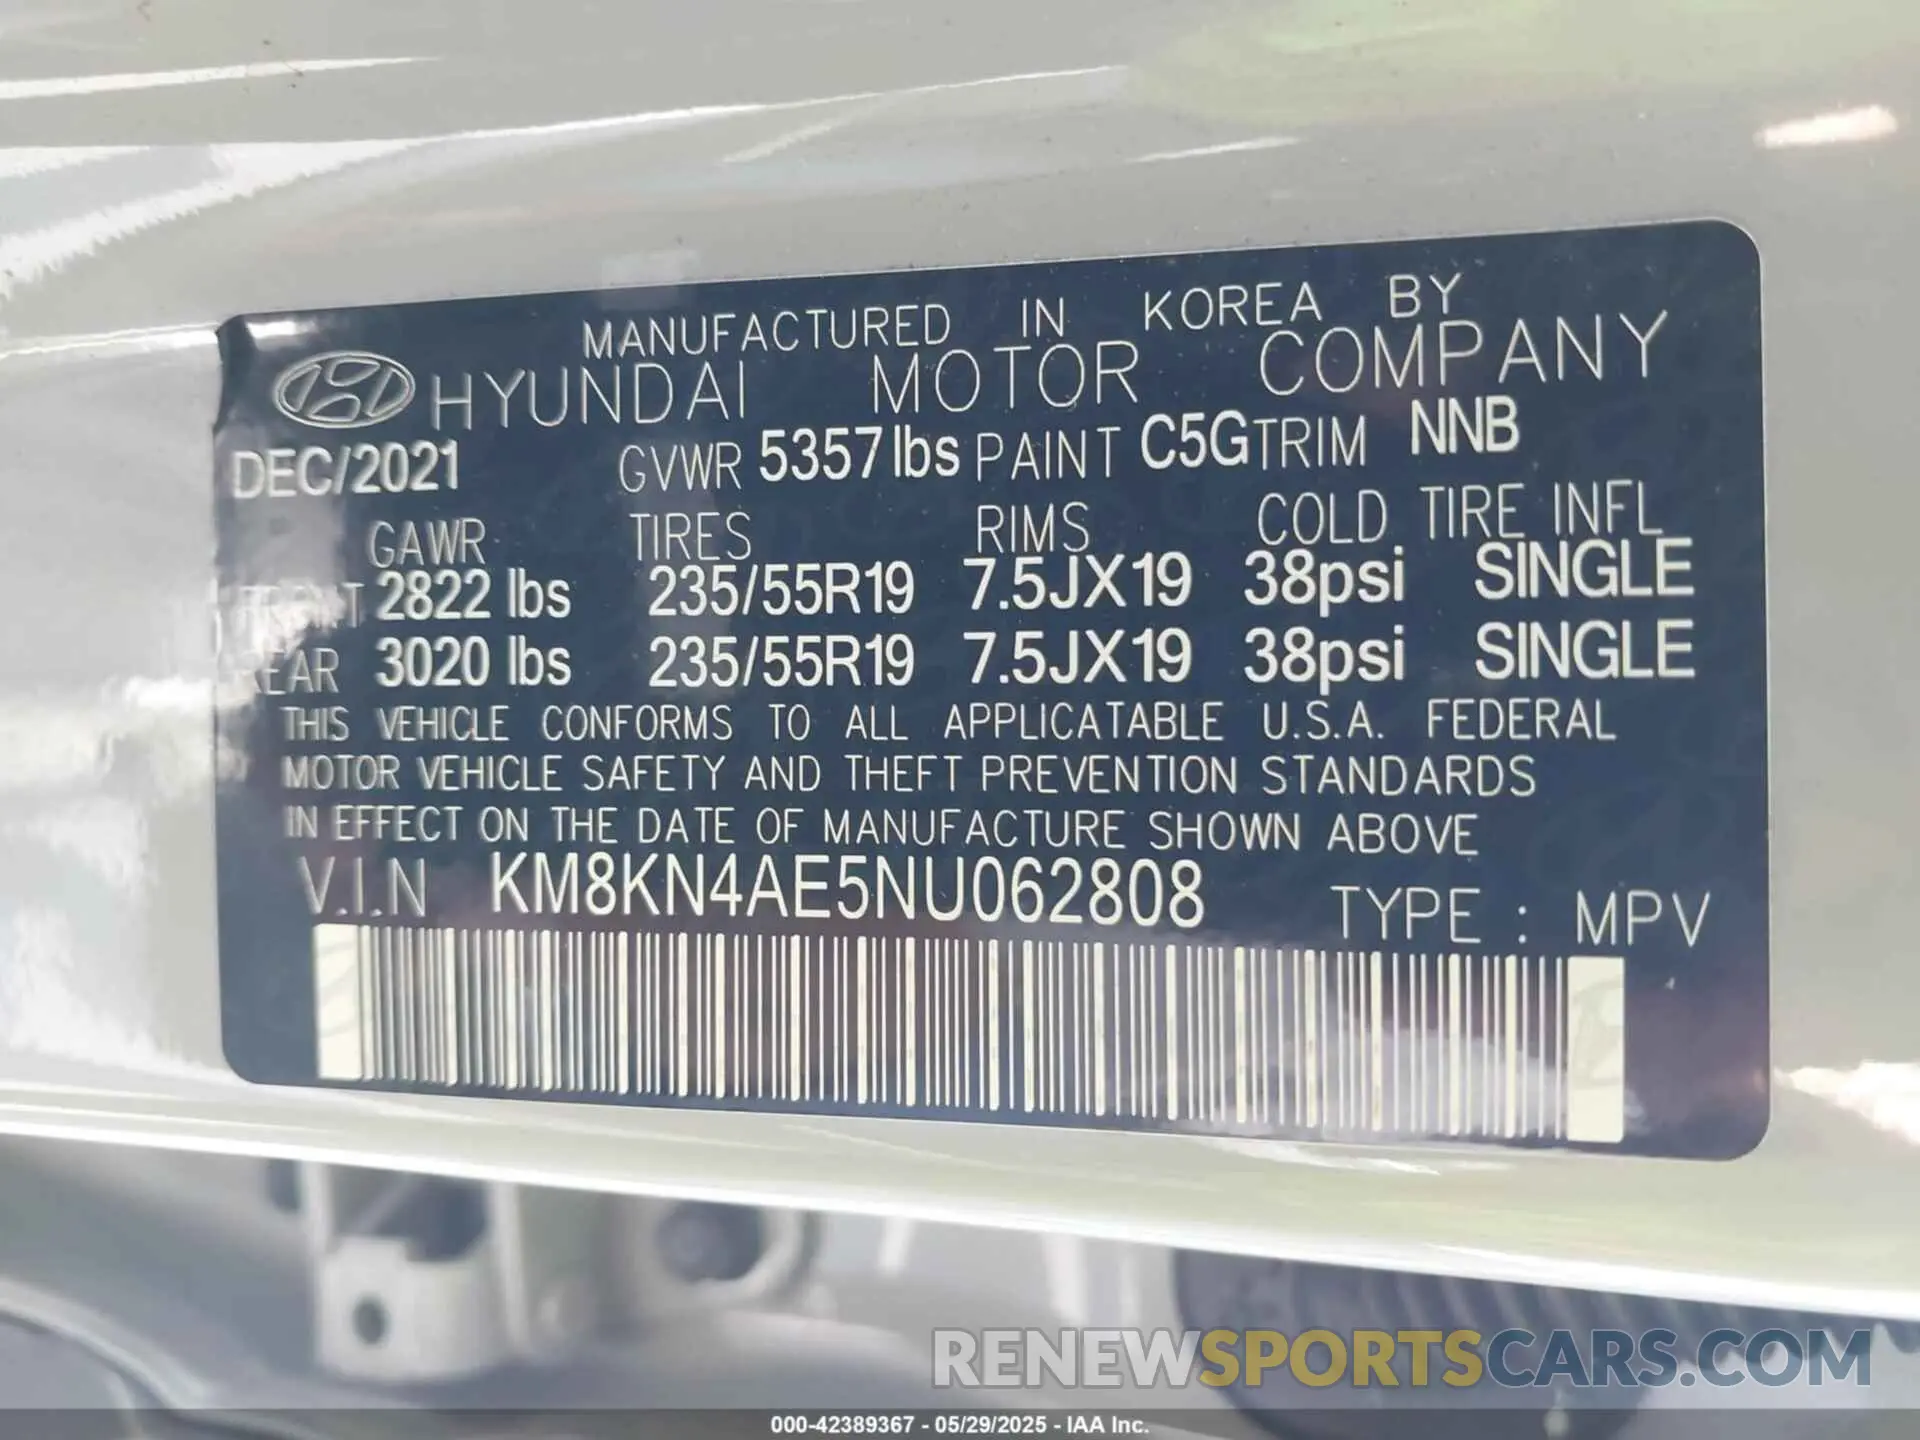 MANUFACTURED IN KOREA BY
HYUNDAI MOTOR COMPANY
DEC/2021 GVWR 5357lbs PAINT C5G TRIM NNB
GAWR TIRES RIMS COLD TIRE INFL
FRONT 2822 lbs 235/55R19 7.5JX19 38psi SINGLE
REAR 3020 lbs 235/55R19 7.5JX19 38psi SINGLE
THIS VEHICLE CONFORMS TO ALL APPLICATABLE U.S.A. FEDERAL
MOTOR VEHICLE SAFETY AND THEFT PREVENTION STANDARDS
IN EFFECT ON THE DATE OF MANUFACTURE SHOWN ABOVE
V.I.N KM8KN4AE5NU062808 TYPE : MPV
RENEWSPORTSCARS.COM
000-42389367 - 05/29/2025 - IAA Inc.